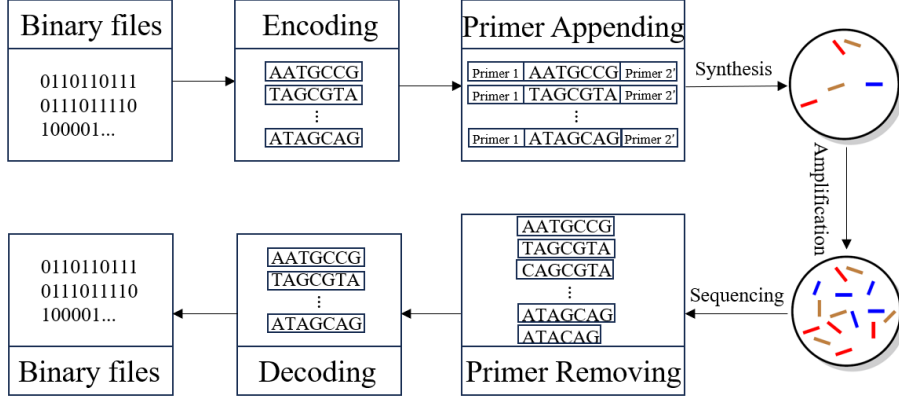 Binary files
0110110111
0111011110
100001...
Encoding
AATGCCG
TAGCGTA
⋮
ATAGCAG
Primer Appending
Primer 1 AATGCCG Primer 2'
Primer 1 TAGCGTA Primer 2'
⋮
Primer 1 ATAGCAG Primer 2'
Synthesis
Amplification
Sequencing
AATGCCG
TAGCGTA
CAGCGTA
⋮
ATAGCAG
ATACAG
Primer Removing
AATGCCG
TAGCGTA
⋮
ATAGCAG
Decoding
0110110111
0111011110
100001...
Binary files